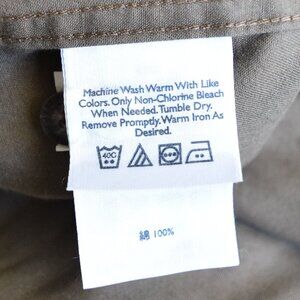 Machine Wash Warm With Like
Colors. Only Non-Chlorine Bleach
When Needed. Tumble Dry.
Remove Promptly. Warm Iron As
Desired.
40C
綿 100%